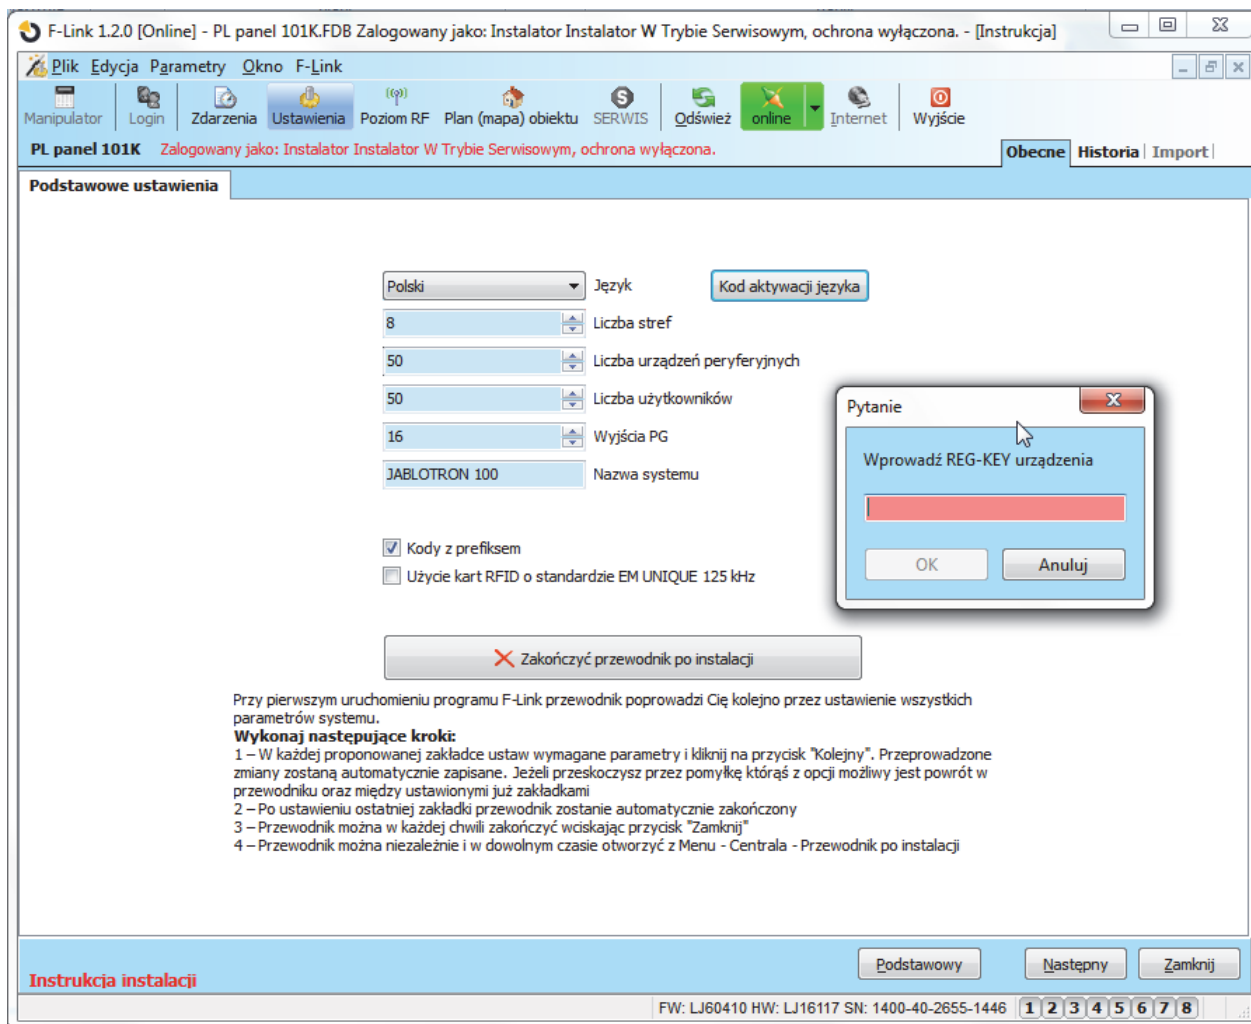 F-Link 1.2.0 [Online] - PL panel 101K.FDB Zalogowany jako: Instalator Instalator W Trybie Serwisowym, ochrona wyłączona. - [Instrukcja]
Plik Edycja Parametry Okno F-Link
Manipulator Login Zdarzenia Ustawienia Poziom RF Plan (mapa) obiektu SERWIS Odśwież online Internet Wyjście
PL panel 101K Zalogowany jako: Instalator Instalator W Trybie Serwisowym, ochrona wyłączona. Obecne Historia Import
Podstawowe ustawienia
Polski Język Kod aktywacji języka
8 Liczba stref
50 Liczba urządzeń peryferyjnych
50 Liczba użytkowników
16 Wyjścia PG
JABLOTRON 100 Nazwa systemu
Pytanie
Wprowadź REG-KEY urządzenia
OK Anuluj
Kody z prefiksem
Użycie kart RFID o standardzie EM UNIQUE 125 kHz
Zakończyć przewodnik po instalacji
Przy pierwszym uruchomieniu programu F-Link przewodnik poprowadzi Cię kolejno przez ustawienie wszystkich
parametrów systemu.
Wykonaj następujące kroki:
1 – W każdej proponowanej zakładce ustaw wymagane parametry i kliknij na przycisk "Kolejny". Przeprowadzone
zmiany zostaną automatycznie zapisane. Jeżeli przeskoczysz przez pomyłkę którąś z opcji możliwy jest powrót w
przewodniku oraz między ustawionymi już zakładkami
2 – Po ustawieniu ostatniej zakładki przewodnik zostanie automatycznie zakończony
3 – Przewodnik można w każdej chwili zakończyć wciskając przycisk "Zamknij"
4 – Przewodnik można niezależnie i w dowolnym czasie otworzyć z Menu - Centrala - Przewodnik po instalacji
Podstawowy Następny Zamknij
Instrukcja instalacji
FW: LJ60410 HW: LJ16117 SN: 1400-40-2655-1446 1 2 3 4 5 6 7 8